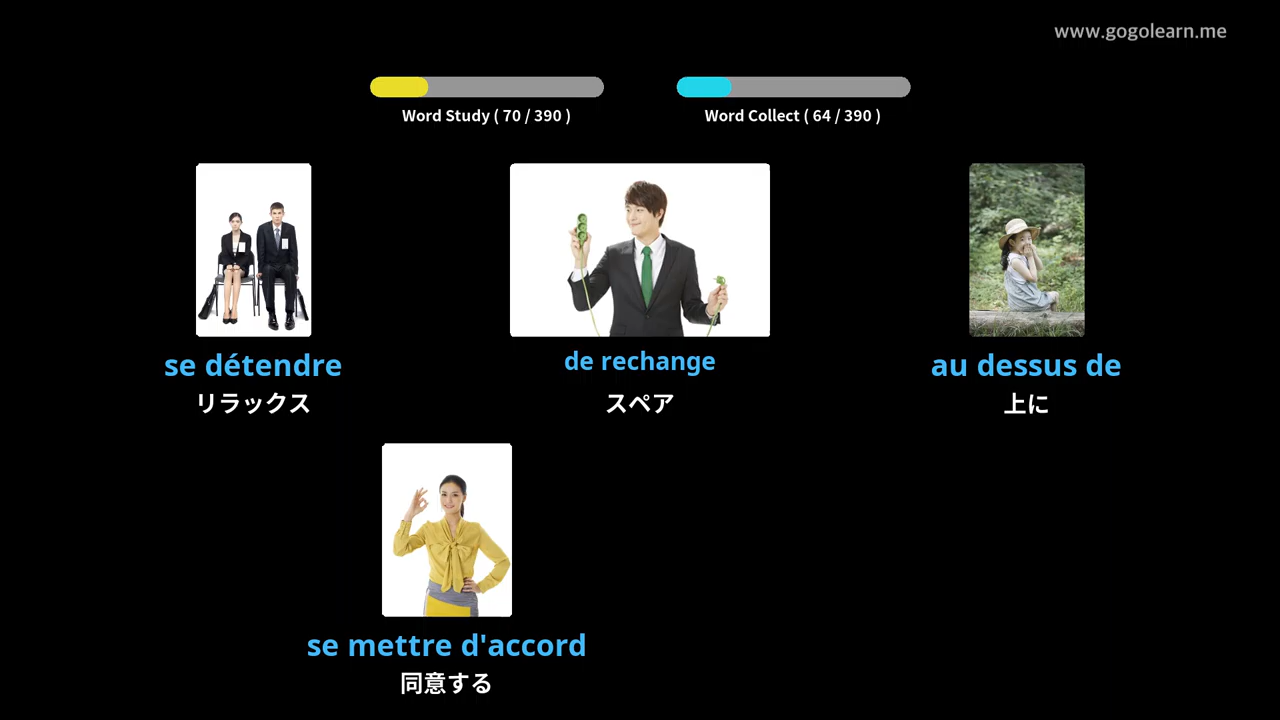 www.gogolearn.me
Word Study ( 70 / 390 )
Word Collect ( 64 / 390 )
se détendre
リラックス
de rechange
スペア
au dessus de
上に
se mettre d'accord
同意する